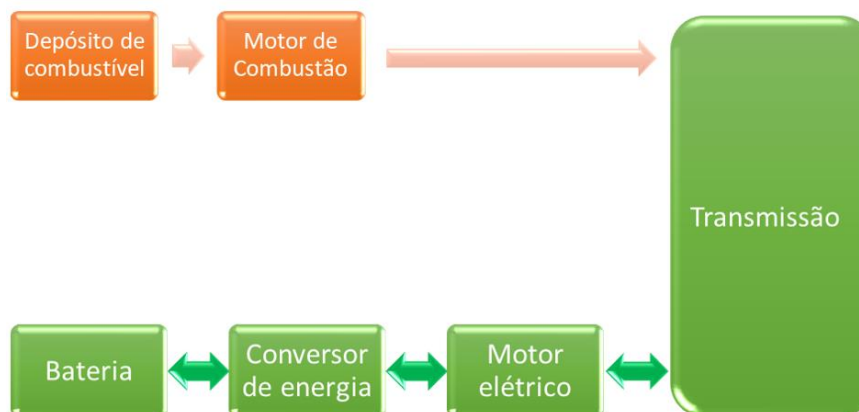 Depósito de
combustível
Motor de
Combustão
Transmissão
Bateria
Conversor
de energia
Motor
elétrico